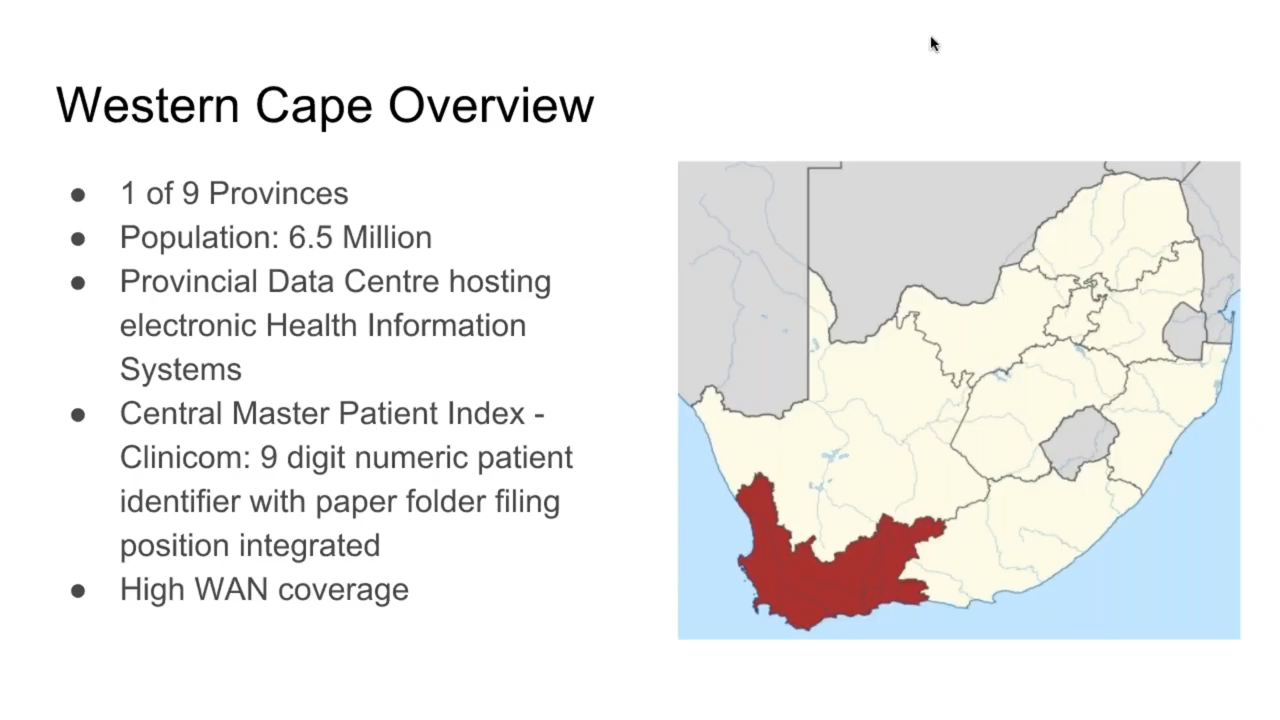 Western Cape Overview
● 1 of 9 Provinces
● Population: 6.5 Million
● Provincial Data Centre hosting
electronic Health Information
Systems
● Central Master Patient Index -
Clinicom: 9 digit numeric patient
identifier with paper folder filing
position integrated
● High WAN coverage